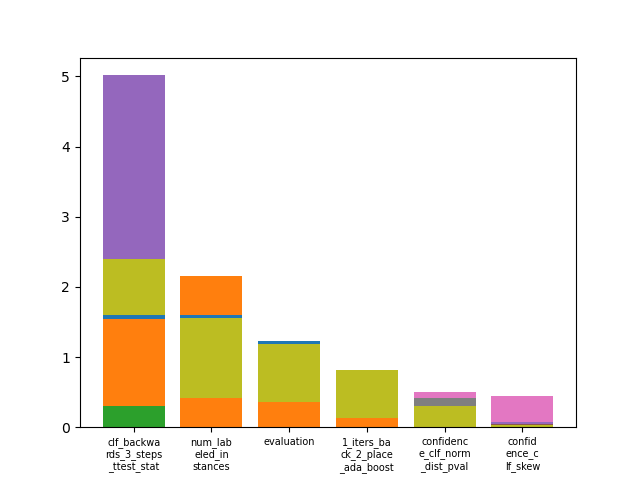 5
4
3
2
1
0
clf_backwa
rds_3_steps
_ttest_stat
num_lab
eled_in
stances
evaluation
1_iters_ba
ck_2_place
_ada_boost
confidenc
e_clf_norm
_dist_pval
confid
ence_c
lf_skew